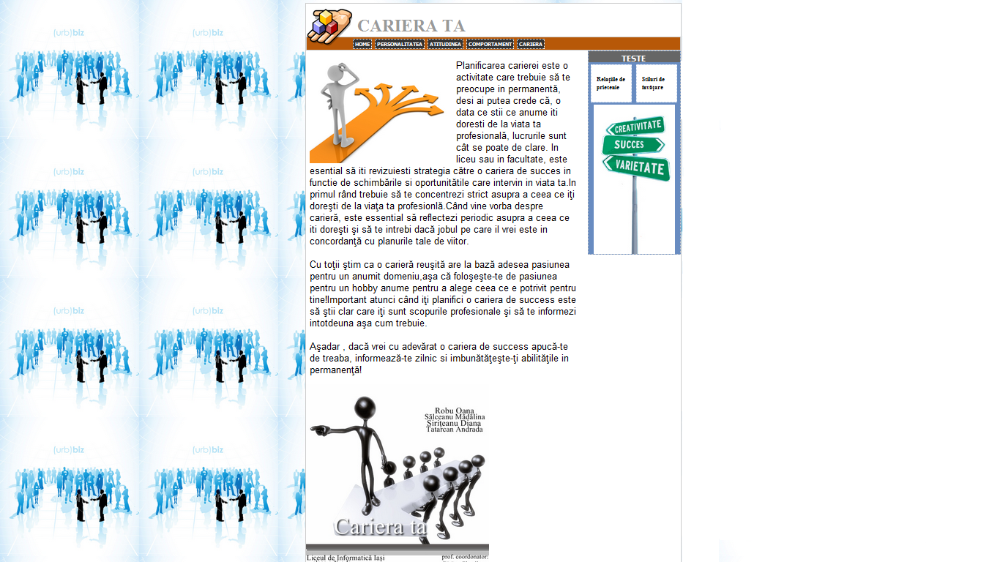 {urb}biz
{urb}biz
{urb}biz
{urb}biz
{urb}biz
{urb}biz
{urb}biz
{urb}biz
CARIERA TA
HOME PERSONALITATEA ATITUDINEA COMPORTAMENT CARIERA
Planificarea carierei este o
activitate care trebuie să te
preocupe in permanentă,
desi ai putea crede că, o
data ce stii ce anume iti
doresti de la viata ta
profesională, lucrurile sunt
cât se poate de clare. In
liceu sau in facultate, este
esential să iti revizuiesti strategia către o cariera de succes in
functie de schimbările si oportunitătile care intervin in viata ta.In
primul rând trebuie să te concentrezi strict asupra a ceea ce iţi
doreşti de la viaţa ta profesionlă.Când vine vorba despre
carieră, este essential să reflectezi periodic asupra a ceea ce
iti doreşti şi să te intrebi dacă jobul pe care il vrei este in
concordanţă cu planurile tale de viitor.
Cu toţii ştim ca o carieră reuşită are la bază adesea pasiunea
pentru un anumit domeniu,aşa că foloşeşte-te de pasiunea
pentru un hobby anume pentru a alege ceea ce e potrivit pentru
tine!Important atunci când iţi planifici o cariera de success este
să ştii clar care iţi sunt scopurile profesionale şi să te informezi
intotdeuna aşa cum trebuie.
Aşadar , dacă vrei cu adevărat o cariera de success apucă-te
de treaba, informează-te zilnic si imbunătăţeşte-ţi abilităţile in
permanenţă!
Robu Oana
Sălceanu Mădălina
Siriţeanu Diana
Tatarcan Andrada
Cariera ta
Liceul de Informatică Iaşi
prof. coordonator:
TESTE
Relaţiile de
prietenie
Stiluri de
învăţare
CREATIVITATE
SUCCES
VARIETATE